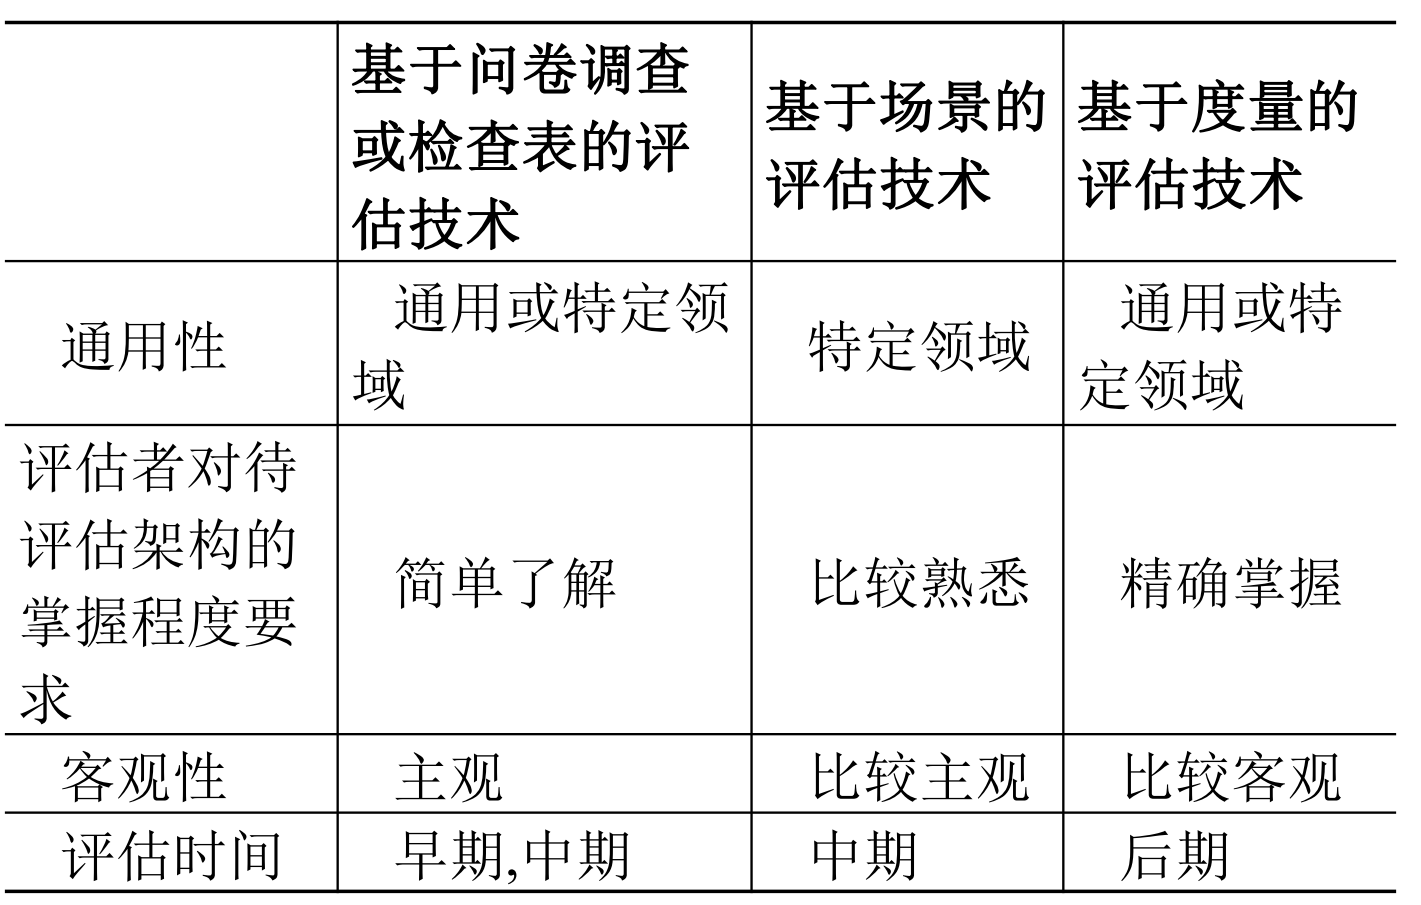 基于问卷调查
或检查表的评
估技术
基于场景的
评估技术
基于度量的
评估技术
通用性
通用或特定领
域
特定领域
通用或特
定领域
评估者对待
评估架构的
掌握程度要
求
简单了解
比较熟悉
精确掌握
客观性
主观
比较主观
比较客观
评估时间
早期,中期
中期
后期